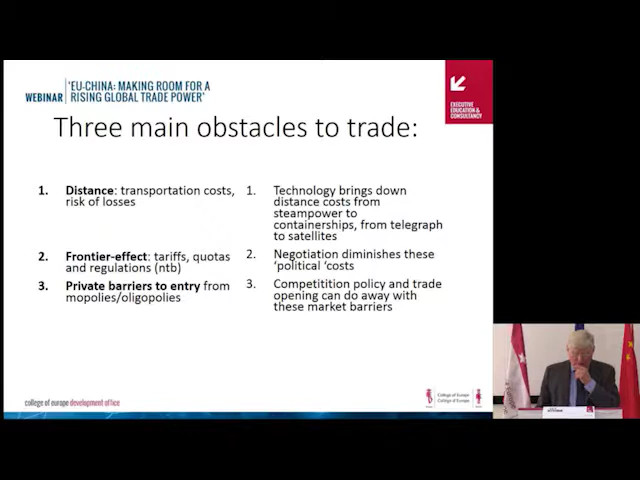 WEBINAR
'EU-CHINA: MAKING ROOM FOR A
RISING GLOBAL TRADE POWER'
EXECUTIVE
EDUCATION &
CONSULTANCY
Three main obstacles to trade:
1. Distance: transportation costs,
risk of losses
2. Frontier-effect: tariffs, quotas
and regulations (ntb)
3. Private barriers to entry from
mopolies/oligopolies
1. Technology brings down
distance costs from
steampower to
containerships, from telegraph
to satellites
2. Negotiation diminishes these
'political 'costs
3. Competitition policy and trade
opening can do away with
these market barriers
college of europe development office
College of Europe
Collège d'Europe